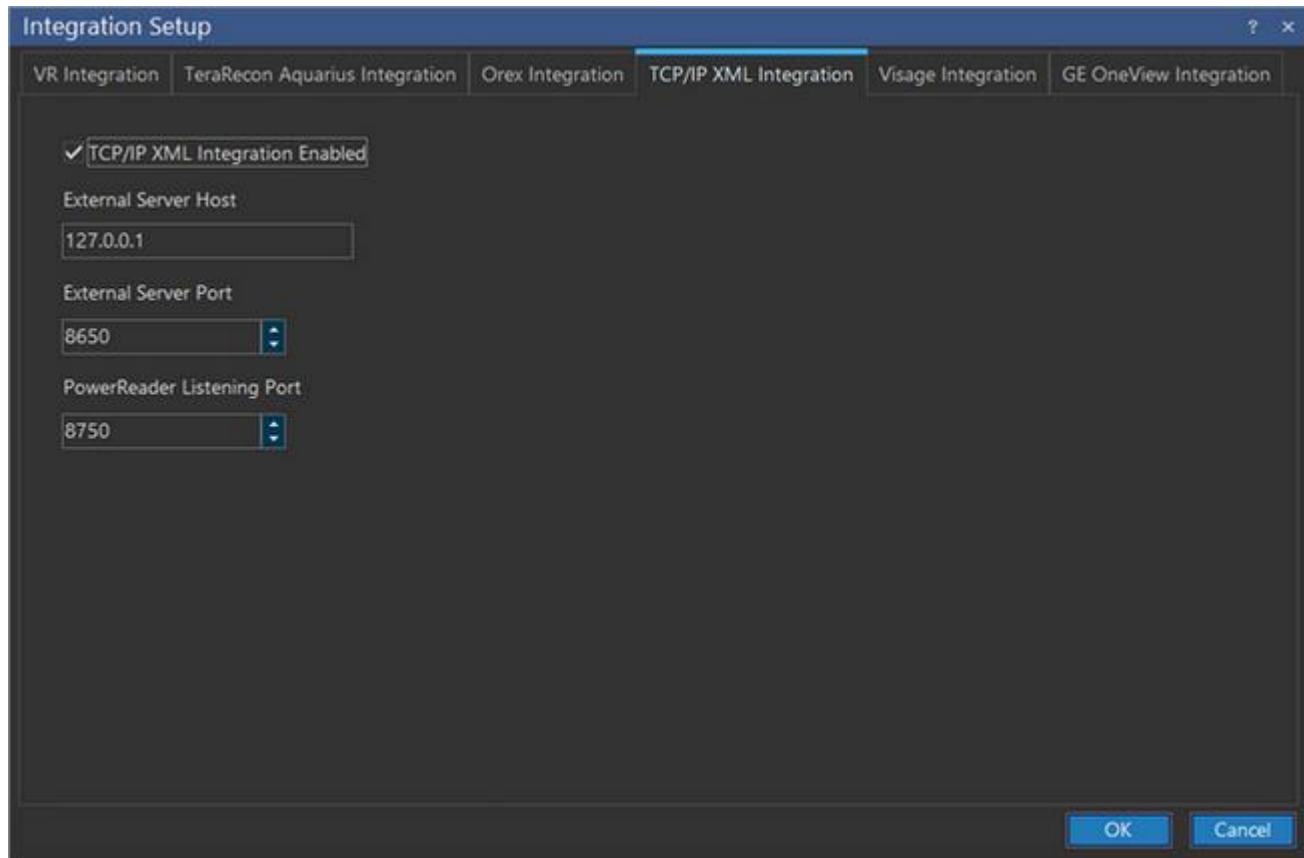 Integration Setup ? ×
VR Integration TeraRecon Aquarius Integration Orex Integration TCP/IP XML Integration Visage Integration GE OneView Integration
TCP/IP XML Integration Enabled
External Server Host
127.0.0.1
External Server Port
8650
PowerReader Listening Port
8750
OK Cancel